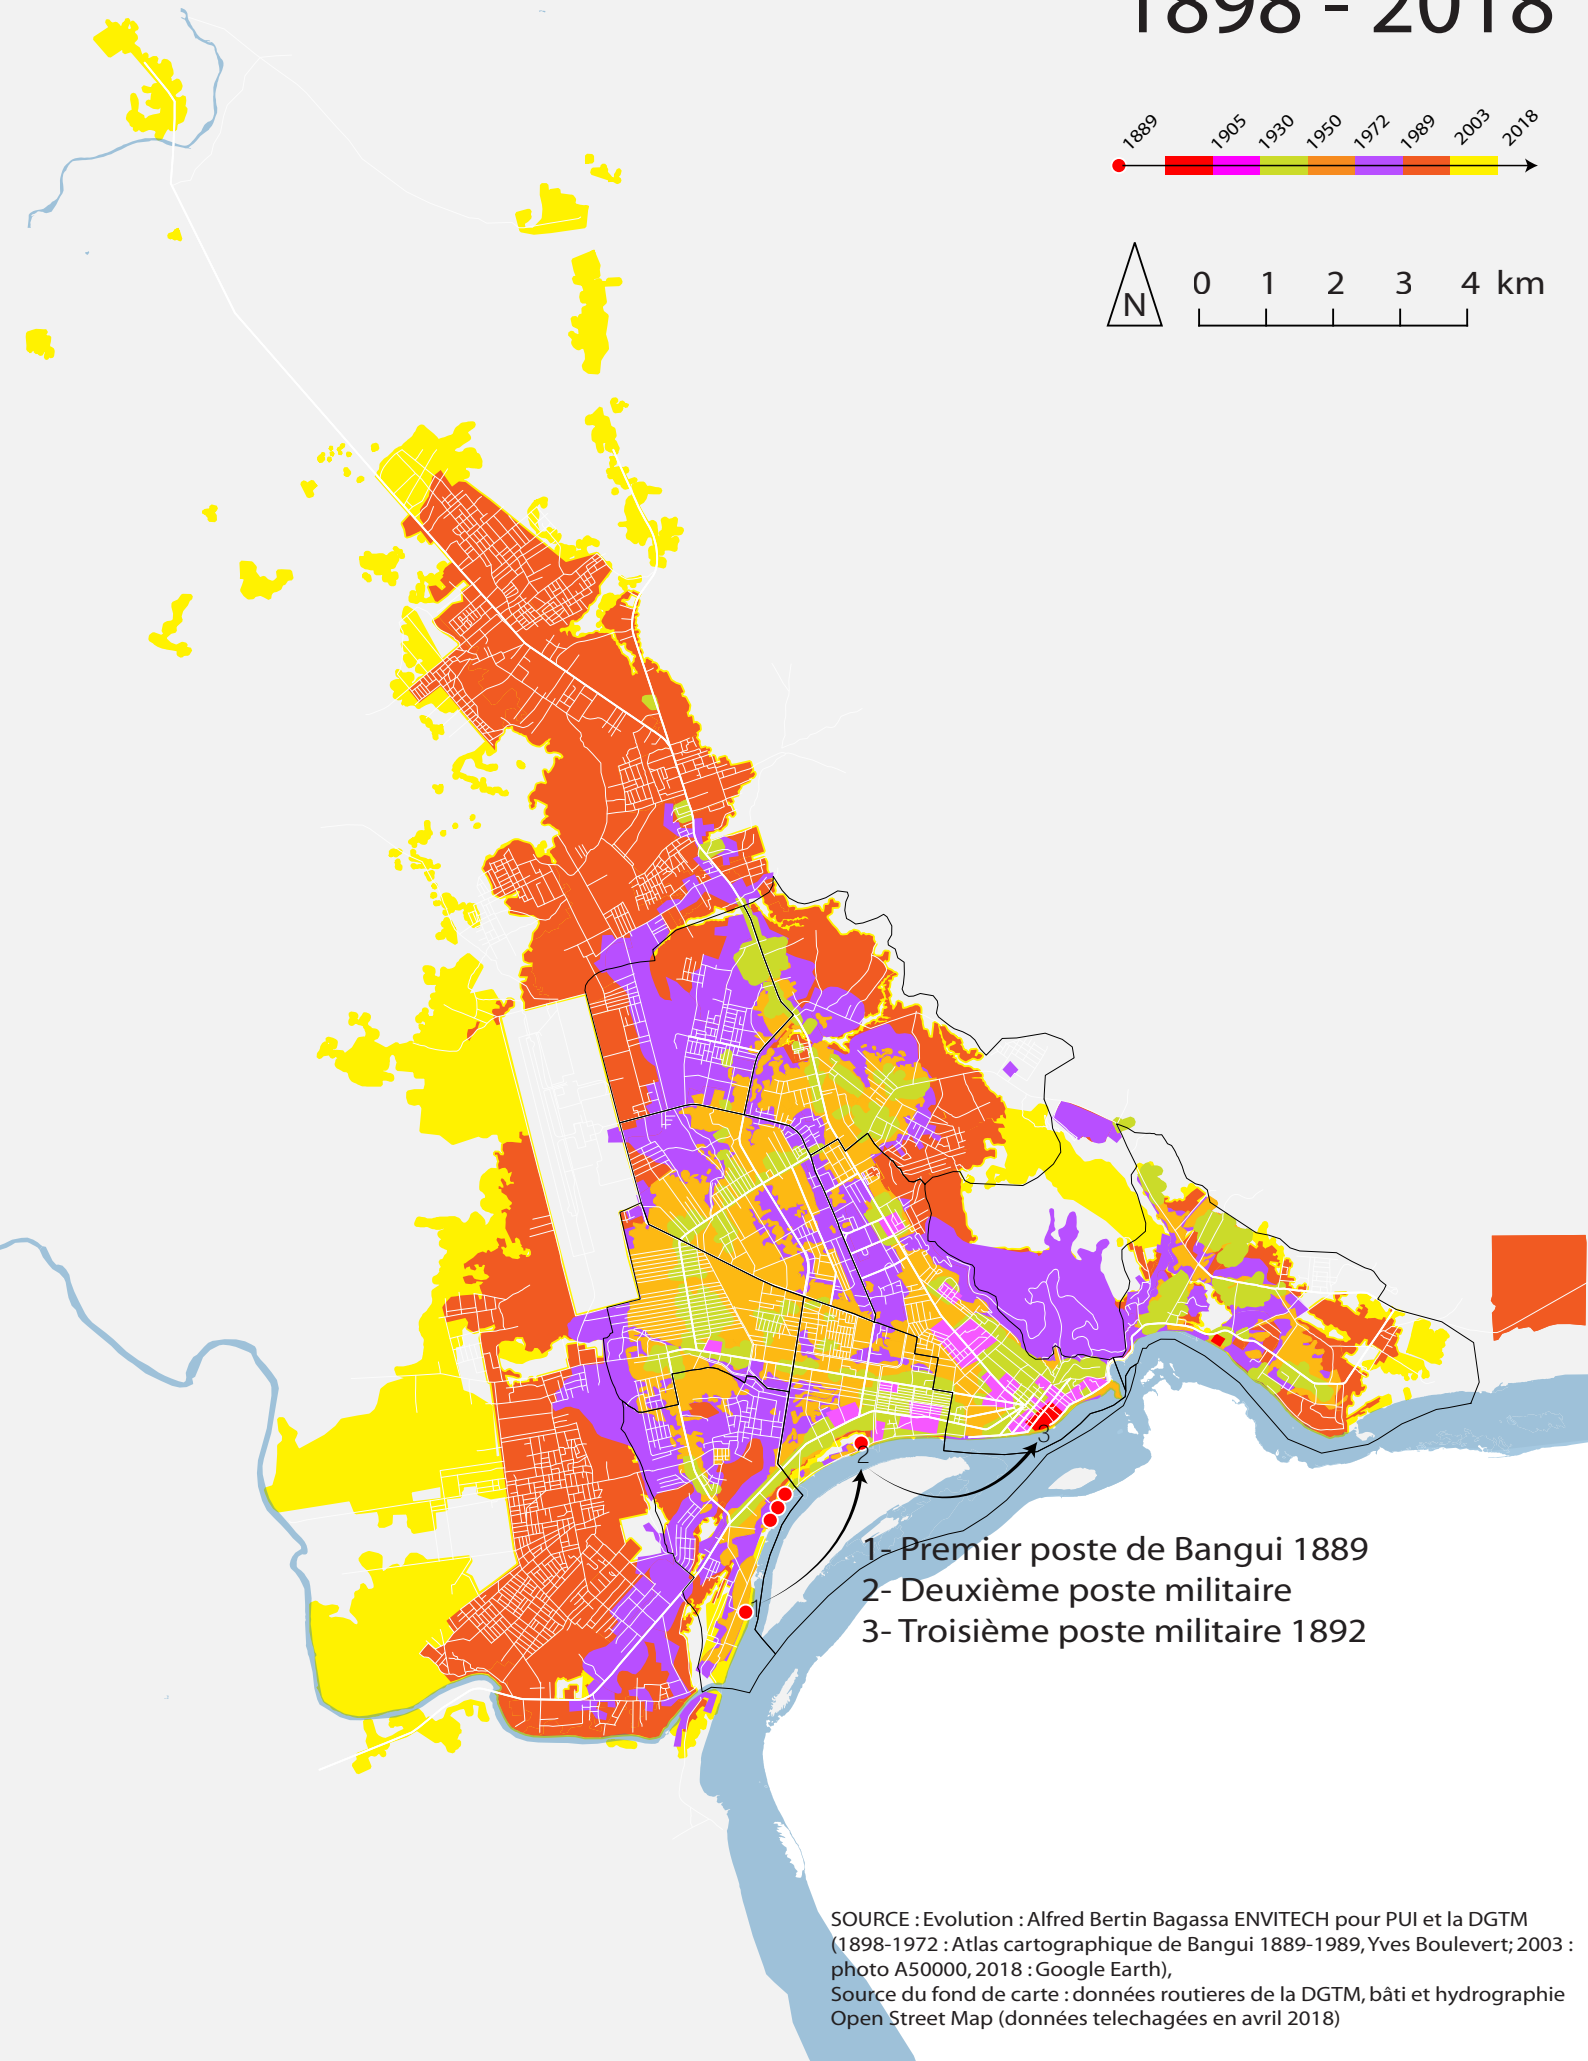 1898 - 2018
1889 1905 1930 1950 1972 1989 2003 2018
N
0 1 2 3 4 km
3
2
1- Premier poste de Bangui 1889
2- Deuxième poste militaire
3- Troisième poste militaire 1892
SOURCE : Evolution : Alfred Bertin Bagassa ENVITECH pour PUI et la DGTM
(1898-1972 : Atlas cartographique de Bangui 1889-1989, Yves Boulevert; 2003 :
photo A50000, 2018 : Google Earth),
Source du fond de carte : données routieres de la DGTM, bâti et hydrographie
Open Street Map (données telechagées en avril 2018)